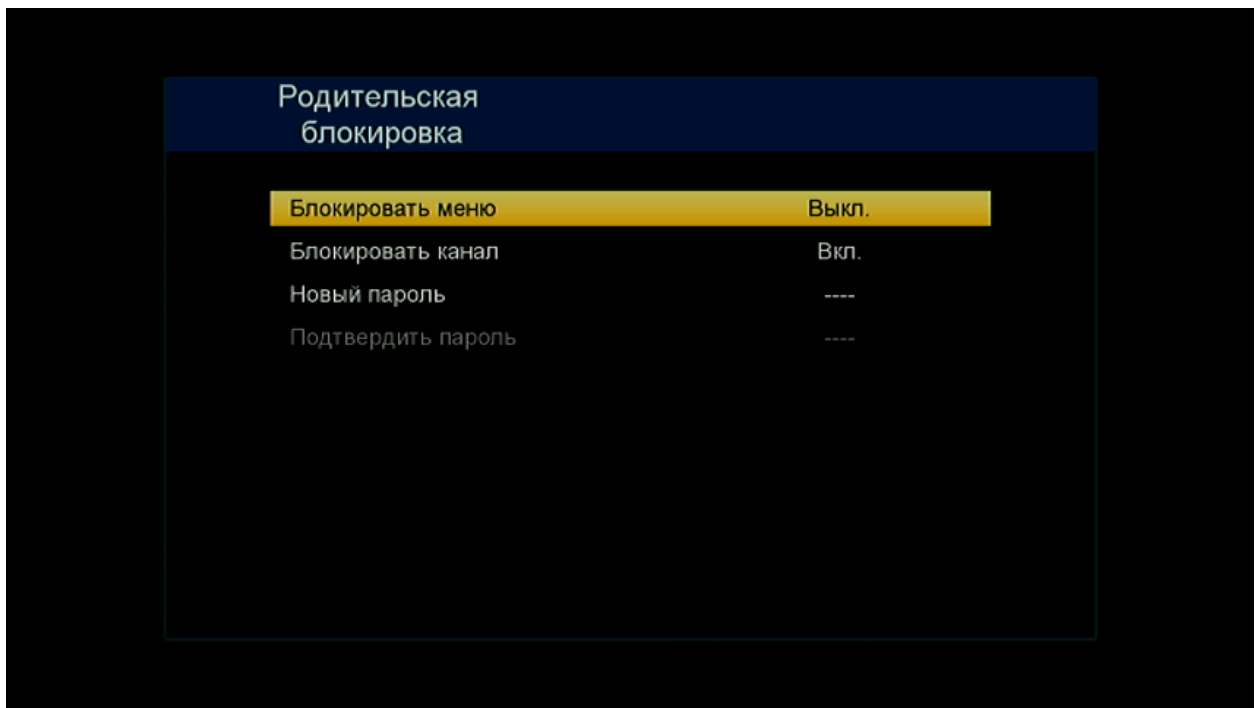 Родительская
блокировка
Блокировать меню Выкл.
Блокировать канал Вкл.
Новый пароль ----
Подтвердить пароль ----